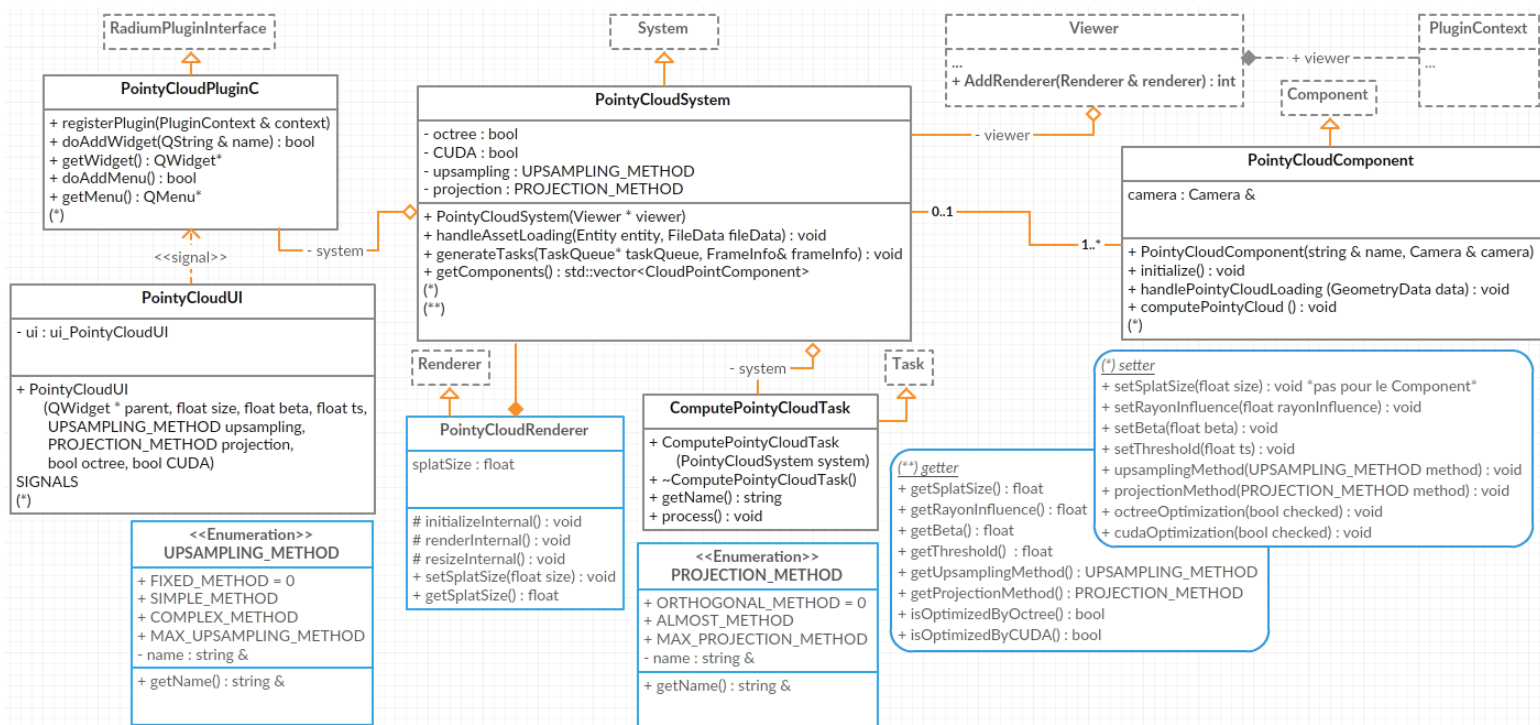 RadiumPluginInterface
PointyCloudPluginC
+ registerPlugin(PluginContext & context)
+ doAddWidget(QString & name) : bool
+ getWidget() : QWidget*
+ doAddMenu() : bool
+ getMenu() : QMenu*
(*)
- system
<<signal>>
PointyCloudUI
- ui : ui_PointyCloudUI
+ PointyCloudUI
(QWidget * parent, float size, float beta, float ts,
UPSAMPLING_METHOD upsampling,
PROJECTION_METHOD projection,
bool octree, bool CUDA)
SIGNALS
(*)
System
PointyCloudSystem
- octree : bool
- CUDA : bool
- upsampling : UPSAMPLING_METHOD
- projection : PROJECTION_METHOD
+ PointyCloudSystem(Viewer * viewer)
+ handleAssetLoading(Entity entity, FileData fileData) : void
+ generateTasks(TaskQueue* taskQueue, FrameInfo& frameInfo) : void
+ getComponents() : std::vector<CloudPointComponent>
(*)
(**)
Viewer
...
+ AddRenderer(Renderer & renderer) : int
+ viewer
PluginContext
...
- viewer
Component
PointyCloudComponent
camera : Camera &
+ PointyCloudComponent(string & name, Camera & camera)
+ initialize() : void
+ handlePointyCloudLoading (GeometryData data) : void
+ computePointyCloud () : void
(*)
0..1
1..*
Renderer
PointyCloudRenderer
splatSize : float
# initializeInternal() : void
# renderInternal() : void
# resizeInternal() : void
+ setSplatSize(float size) : void
+ getSplatSize() : float
- system
Task
ComputePointyCloudTask
+ ComputePointyCloudTask
(PointyCloudSystem system)
+ ~ComputePointyCloudTask()
+ getName() : string
+ process() : void
(*) setter
+ setSplatSize(float size) : void *pas pour le Component*
+ setRayonInfluence(float rayonInfluence) : void
+ setBeta(float beta) : void
+ setThreshold(float ts) : void
+ upsamplingMethod(UPSAMPLING_METHOD method) : void
+ projectionMethod(PROJECTION_METHOD method) : void
+ octreeOptimization(bool checked) : void
+ cudaOptimization(bool checked) : void
(**) getter
+ getSplatSize() : float
+ getRayonInfluence() : float
+ getBeta() : float
+ getThreshold() : float
+ getUpsamplingMethod() : UPSAMPLING_METHOD
+ getProjectionMethod() : PROJECTION_METHOD
+ isOptimizedByOctree() : bool
+ isOptimizedByCUDA() : bool
<<Enumeration>>
UPSAMPLING_METHOD
+ FIXED_METHOD = 0
+ SIMPLE_METHOD
+ COMPLEX_METHOD
+ MAX_UPSAMPLING_METHOD
- name : string &
+ getName() : string &
<<Enumeration>>
PROJECTION_METHOD
+ ORTHOGONAL_METHOD = 0
+ ALMOST_METHOD
+ MAX_PROJECTION_METHOD
- name : string &
+ getName() : string &